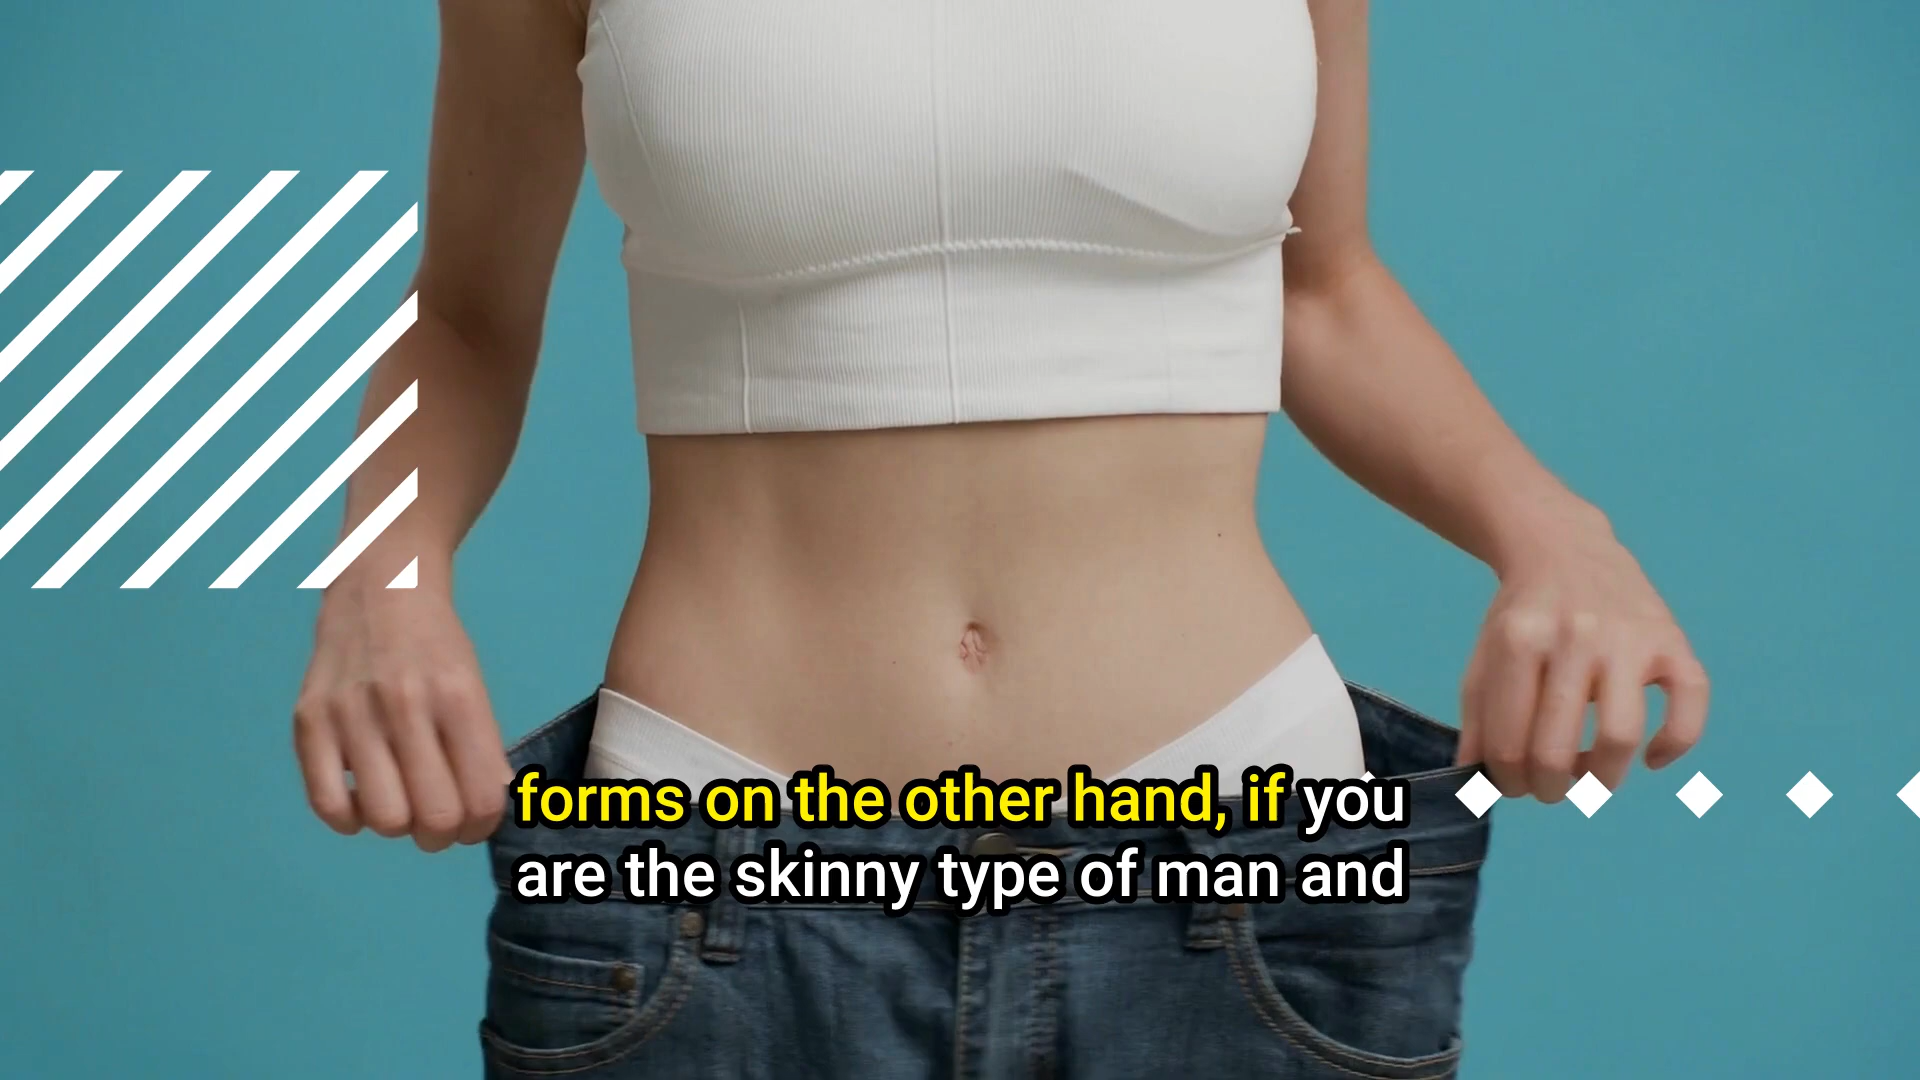 forms on the other hand, if you
are the skinny type of man and